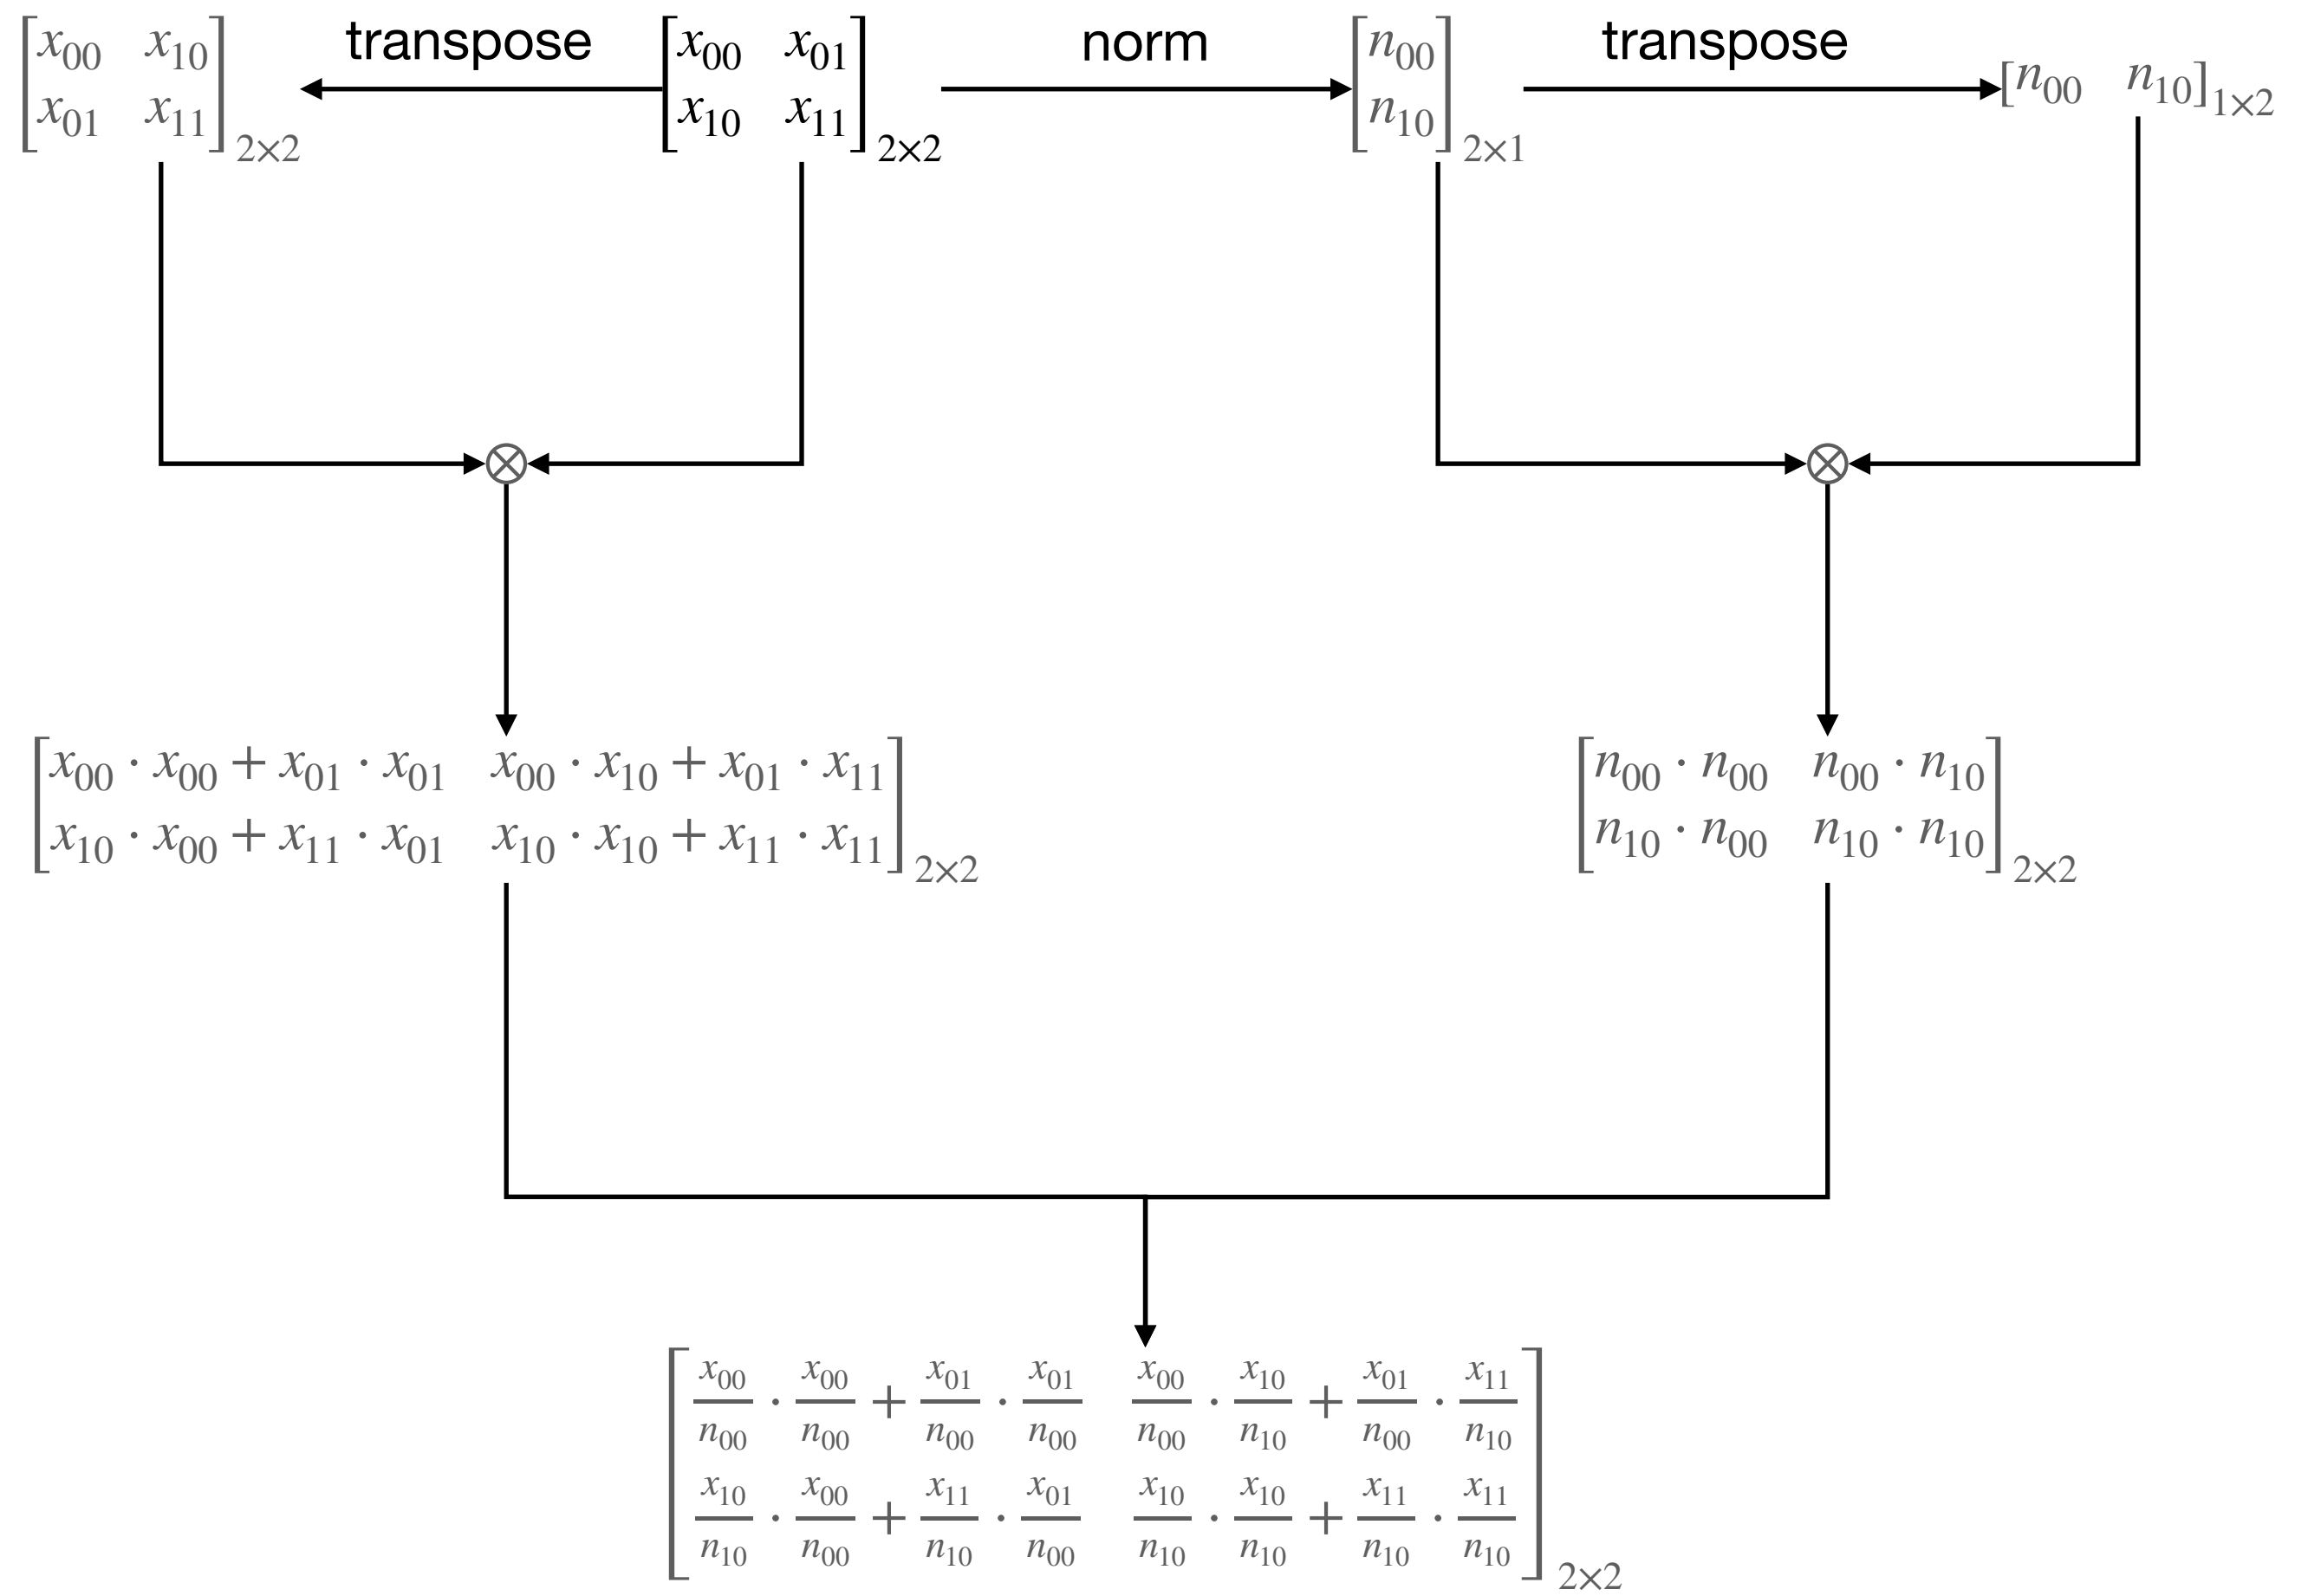 [x00 x10 x01 x11]2×2 transpose [x00 x01 x10 x11]2×2 norm [n00 n10]2×1 transpose [n00 n10]1×2
⊗ ⊗
[x00 · x00 + x01 · x01 x00 · x10 + x01 · x11
x10 · x00 + x11 · x01 x10 · x10 + x11 · x11]2×2
[n00 · n00 n00 · n10
n10 · n00 n10 · n10]2×2
[x00/n00 · x00/n00 + x01/n00 · x01/n00 x00/n00 · x10/n10 + x01/n00 · x11/n10
x10/n10 · x00/n00 + x11/n10 · x01/n00 x10/n10 · x10/n10 + x11/n10 · x11/n10]2×2